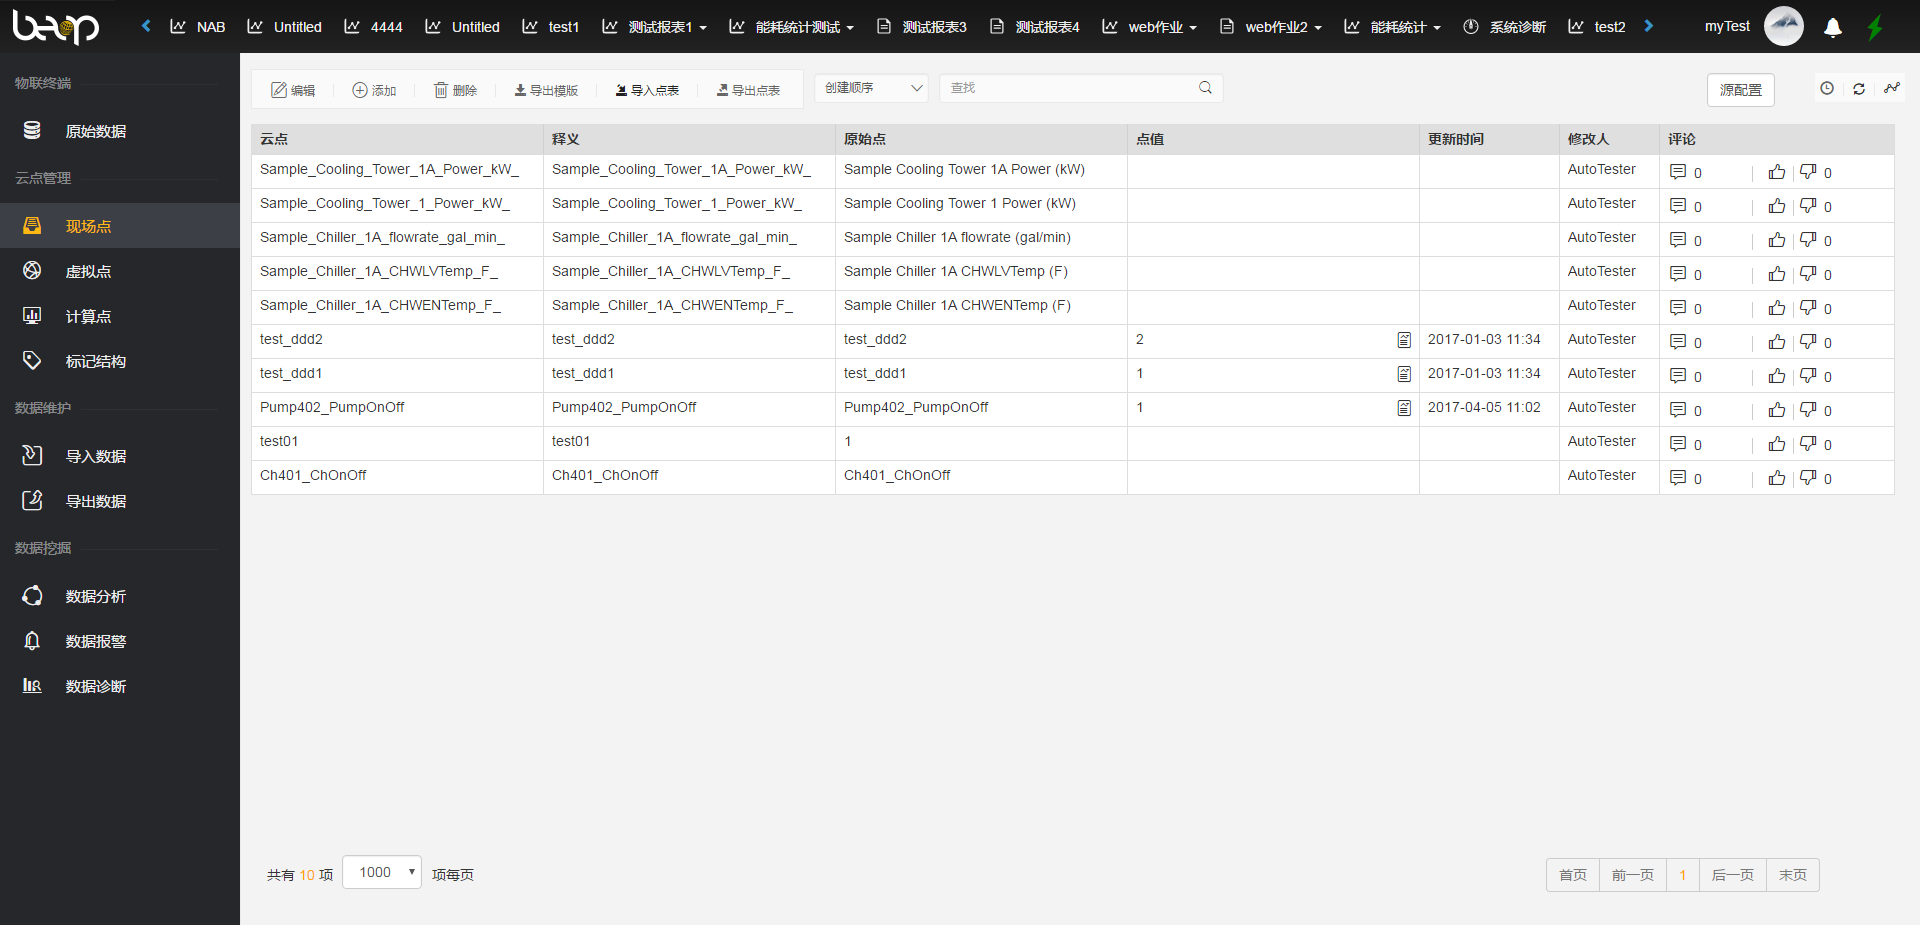 beop NAB Untitled 4444 Untitled test1 测试报表1 能耗统计测试 测试报表3 测试报表4 web作业 web作业2 能耗统计 系统诊断 test2 myTest
物联终端
原始数据
云点管理
现场点
虚拟点
计算点
标记结构
数据维护
导入数据
导出数据
数据挖掘
数据分析
数据报警
数据诊断
编辑 添加 删除 导出模版 导入点表 导出点表 创建顺序 查找 源配置
云点 释义 原始点 点值 更新时间 修改人 评论
Sample_Cooling_Tower_1A_Power_kW_ Sample_Cooling_Tower_1A_Power_kW_ Sample Cooling Tower 1A Power (kW) AutoTester 0 0
Sample_Cooling_Tower_1_Power_kW_ Sample_Cooling_Tower_1_Power_kW_ Sample Cooling Tower 1 Power (kW) AutoTester 0 0
Sample_Chiller_1A_flowrate_gal_min_ Sample_Chiller_1A_flowrate_gal_min_ Sample Chiller 1A flowrate (gal/min) AutoTester 0 0
Sample_Chiller_1A_CHWLVTemp_F_ Sample_Chiller_1A_CHWLVTemp_F_ Sample Chiller 1A CHWLVTemp (F) AutoTester 0 0
Sample_Chiller_1A_CHWENTemp_F_ Sample_Chiller_1A_CHWENTemp_F_ Sample Chiller 1A CHWENTemp (F) AutoTester 0 0
test_ddd2 test_ddd2 test_ddd2 2 2017-01-03 11:34 AutoTester 0 0
test_ddd1 test_ddd1 test_ddd1 1 2017-01-03 11:34 AutoTester 0 0
Pump402_PumpOnOff Pump402_PumpOnOff Pump402_PumpOnOff 1 2017-04-05 11:02 AutoTester 0 0
test01 test01 1 AutoTester 0 0
Ch401_ChOnOff Ch401_ChOnOff Ch401_ChOnOff AutoTester 0 0
共有 10 项 1000 项每页 首页 前一页 1 后一页 末页